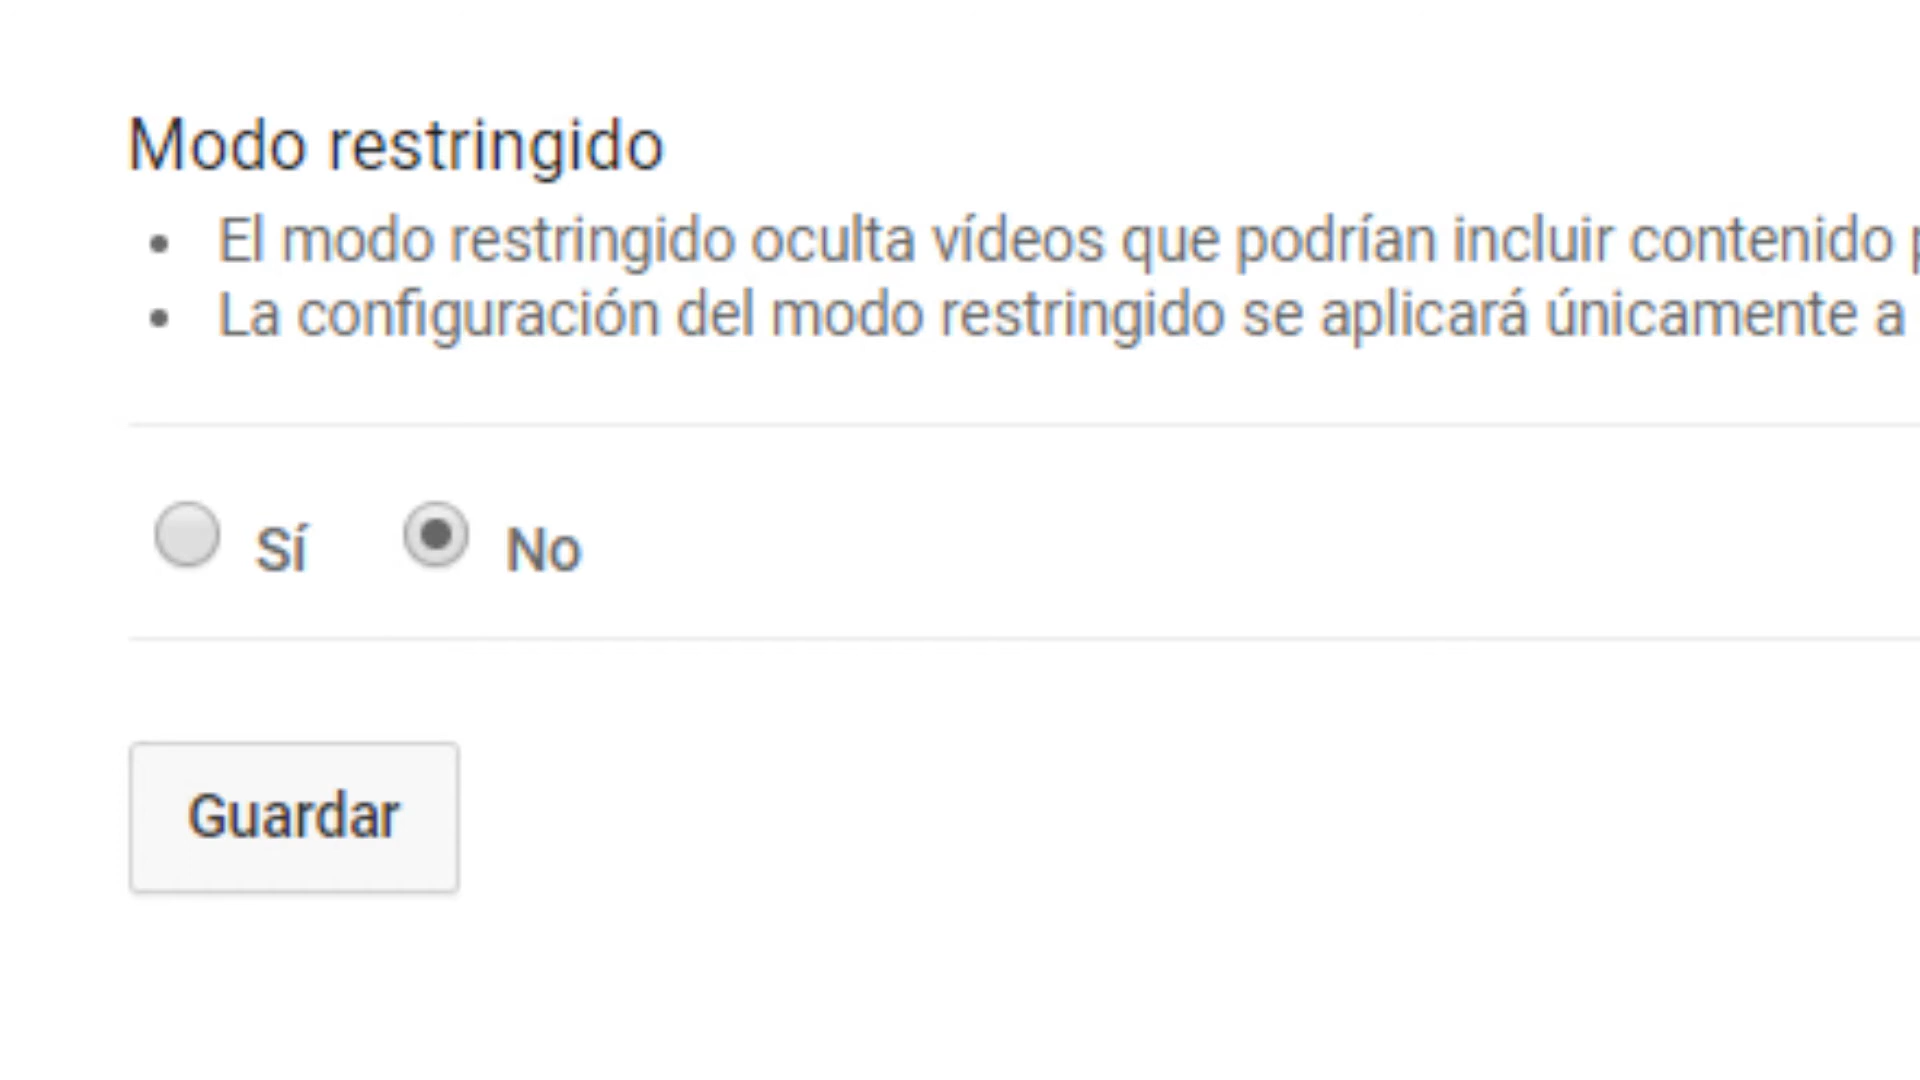 Modo restringido
• El modo restringido oculta vídeos que podrían incluir contenido
• La configuración del modo restringido se aplicará únicamente a
Sí No
Guardar